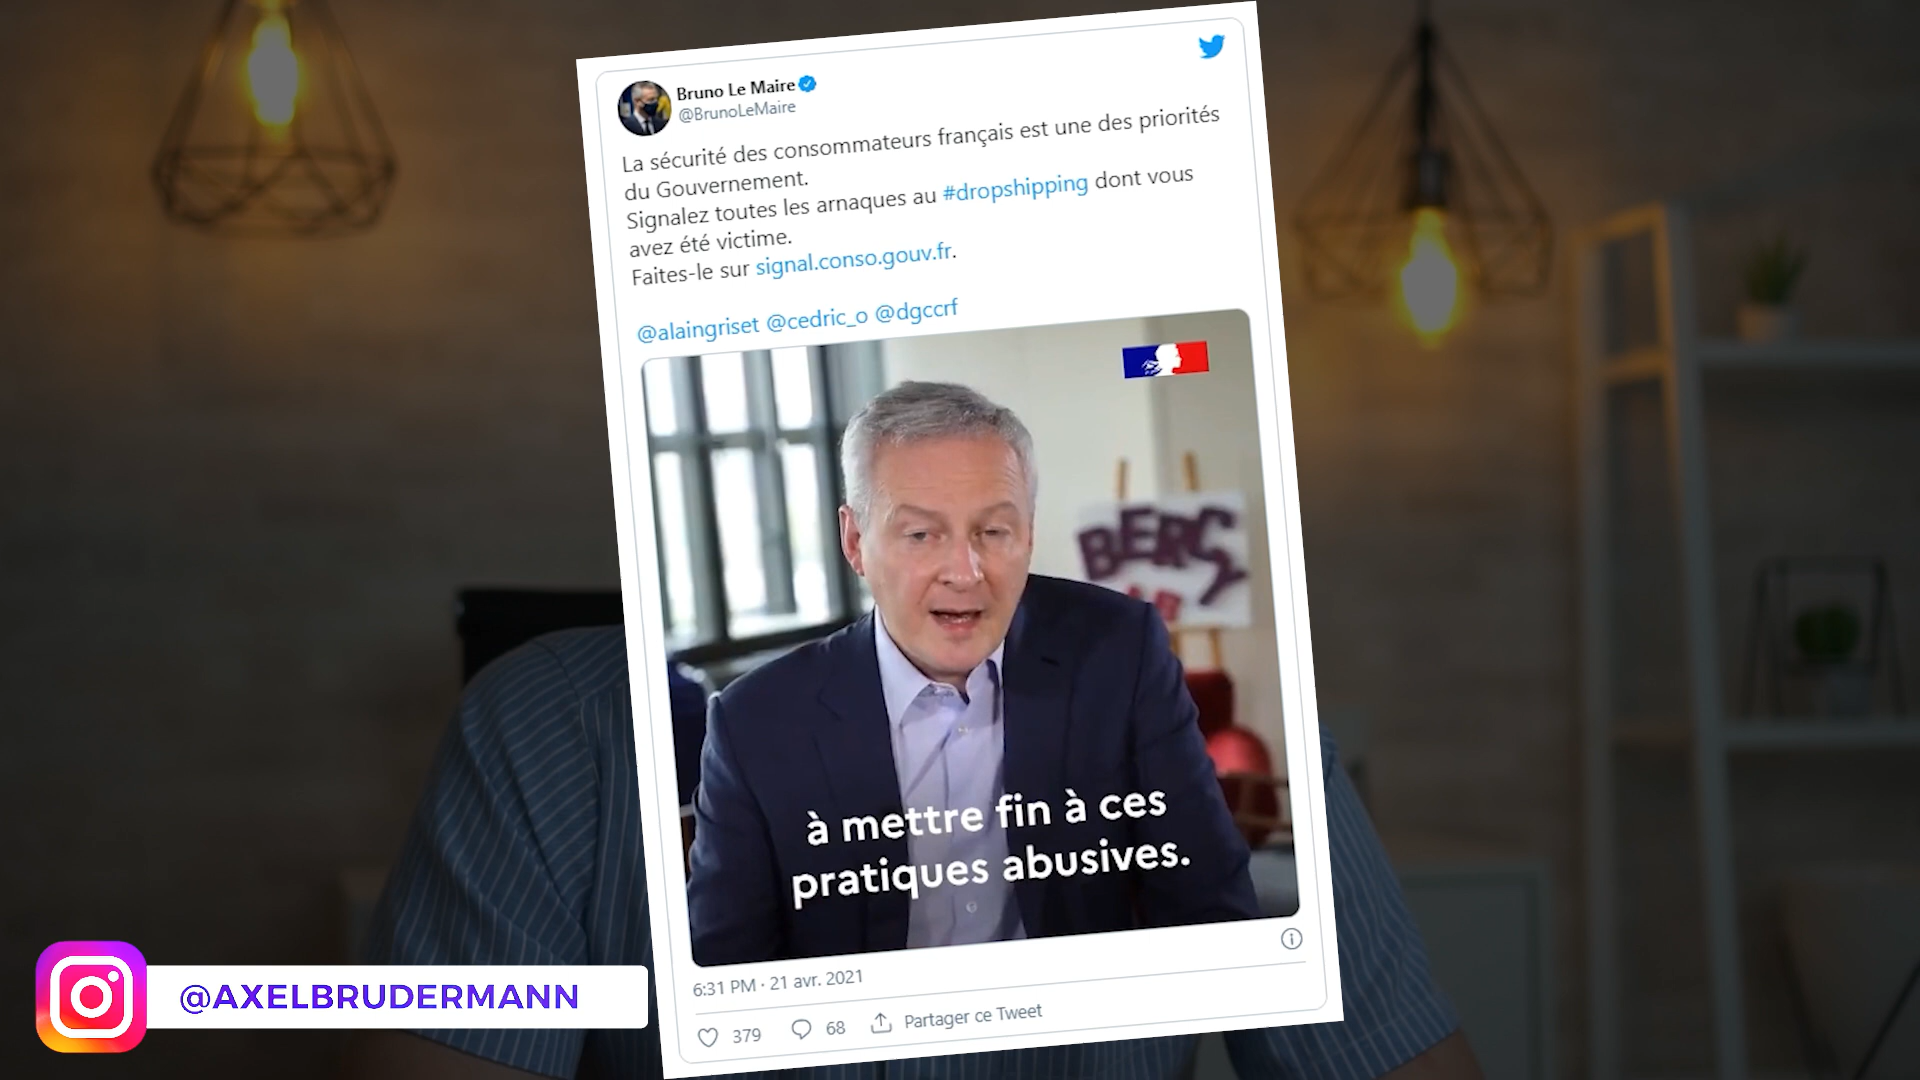 Bruno Le Maire
@BrunoLeMaire
La sécurité des consommateurs français est une des priorités
du Gouvernement.
Signalez toutes les arnaques au #dropshipping dont vous
avez été victime.
Faites-le sur signal.conso.gouv.fr.
@alaingriset @cedric_o @dgccrf
BERCY
à mettre fin à ces
pratiques abusives.
6:31 PM · 21 avr. 2021
379 68 Partager ce Tweet
@AXELBRUDERMANN